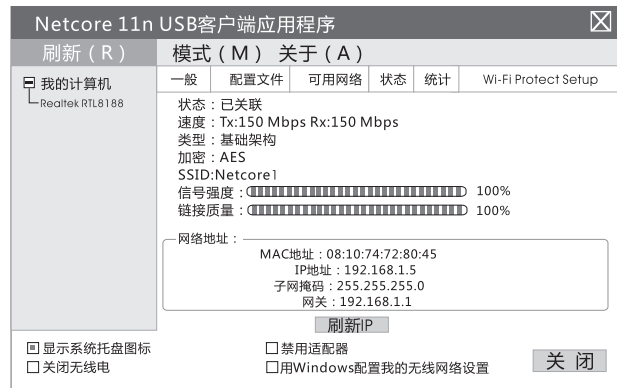 Netcore 11n USB客户端应用程序
刷新(R) 模式(M) 关于(A)
我的计算机
Realtek RTL8188
一般 配置文件 可用网络 状态 统计 Wi-Fi Protect Setup
状态:已关联
速度:Tx:150 Mbps Rx:150 Mbps
类型:基础架构
加密:AES
SSID:Netcore1
信号强度: 100%
链接质量: 100%
网络地址:
MAC地址:08:10:74:72:80:45
IP地址:192.168.1.5
子网掩码:255.255.255.0
网关:192.168.1.1
刷新IP
显示系统托盘图标 禁用适配器
关闭无线电 用Windows配置我的无线网络设置
关 闭